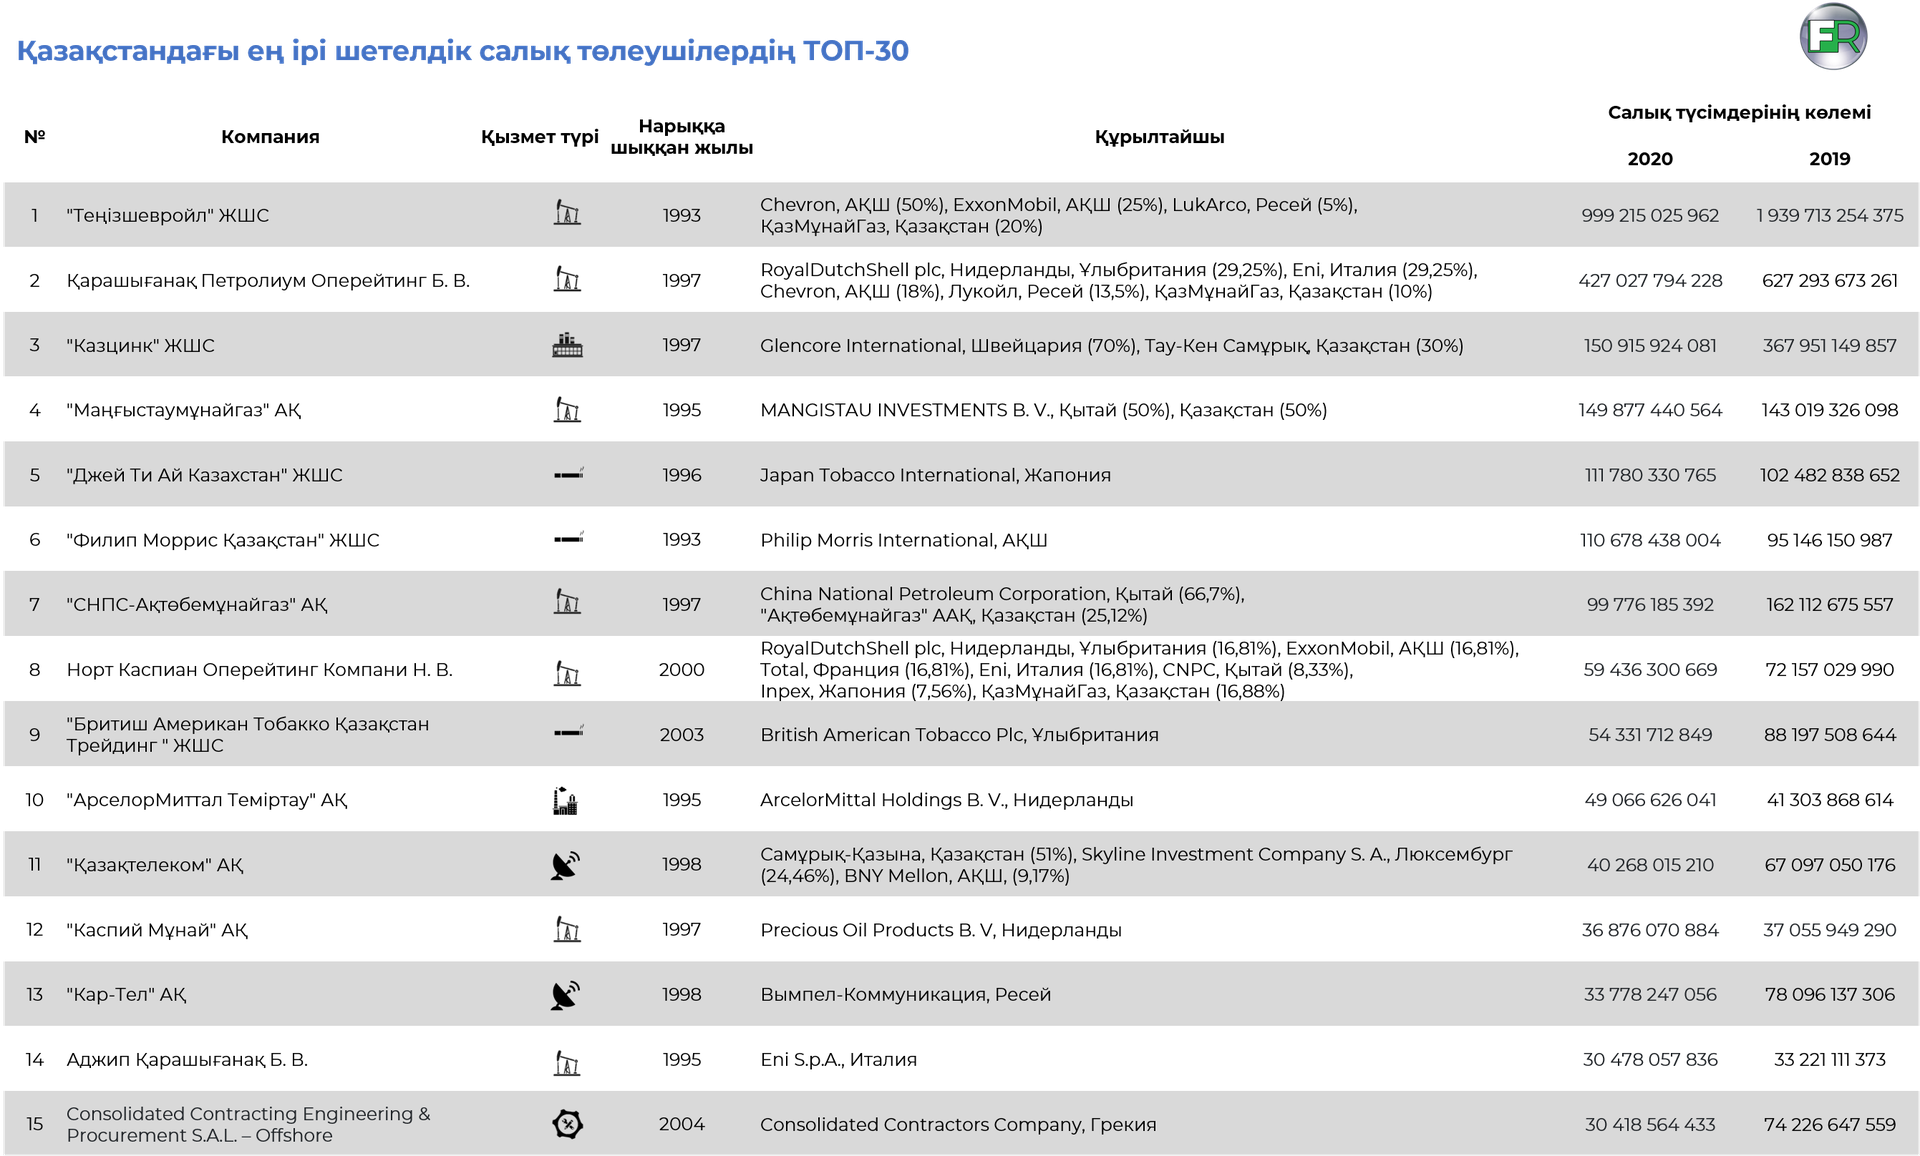 Қазақстандағы ең ірі шетелдік салық төлеушілердің ТОП-30
FR
№ Компания Қызмет түрі Нарыққа шыққан жылы Құрылтайшы Салық түсімдерінің көлемі
2020 2019
1 "Теңізшевройл" ЖШС 1993 Chevron, АҚШ (50%), ExxonMobil, АҚШ (25%), LukArco, Ресей (5%),
ҚазМұнайГаз, Қазақстан (20%) 999 215 025 962 1 939 713 254 375
2 Қарашығанақ Петролиум Оперейтинг Б. В. 1997 RoyalDutchShell plc, Нидерланды, Ұлыбритания (29,25%), Eni, Италия (29,25%),
Chevron, АҚШ (18%), Лукойл, Ресей (13,5%), ҚазМұнайГаз, Қазақстан (10%) 427 027 794 228 627 293 673 261
3 "Казцинк" ЖШС 1997 Glencore International, Швейцария (70%), Тау-Кен Самұрық, Қазақстан (30%) 150 915 924 081 367 951 149 857
4 "Маңғыстаумұнайгаз" АҚ 1995 MANGISTAU INVESTMENTS B. V., Қытай (50%), Қазақстан (50%) 149 877 440 564 143 019 326 098
5 "Джей Ти Ай Казахстан" ЖШС 1996 Japan Tobacco International, Жапония 111 780 330 765 102 482 838 652
6 "Филип Моррис Қазақстан" ЖШС 1993 Philip Morris International, АҚШ 110 678 438 004 95 146 150 987
7 "СНПС-Ақтөбемұнайгаз" АҚ 1997 China National Petroleum Corporation, Қытай (66,7%),
"Ақтөбемұнайгаз" ААҚ, Қазақстан (25,12%) 99 776 185 392 162 112 675 557
8 Норт Каспиан Оперейтинг Компани Н. В. 2000 RoyalDutchShell plc, Нидерланды, Ұлыбритания (16,81%), ExxonMobil, АҚШ (16,81%),
Total, Франция (16,81%), Eni, Италия (16,81%), CNPC, Қытай (8,33%),
Inpex, Жапония (7,56%), ҚазМұнайГаз, Қазақстан (16,88%) 59 436 300 669 72 157 029 990
9 "Бритиш Американ Тобакко Қазақстан
Трейдинг " ЖШС 2003 British American Tobacco Plc, Ұлыбритания 54 331 712 849 88 197 508 644
10 "АрселорМиттал Теміртау" АҚ 1995 ArcelorMittal Holdings B. V., Нидерланды 49 066 626 041 41 303 868 614
11 "Қазақтелеком" АҚ 1998 Самұрық-Қазына, Қазақстан (51%), Skyline Investment Company S. A., Люксембург
(24,46%), BNY Mellon, АҚШ, (9,17%) 40 268 015 210 67 097 050 176
12 "Каспий Мұнай" АҚ 1997 Precious Oil Products B. V, Нидерланды 36 876 070 884 37 055 949 290
13 "Кар-Тел" АҚ 1998 Вымпел-Коммуникация, Ресей 33 778 247 056 78 096 137 306
14 Аджип Қарашығанақ Б. В. 1995 Eni S.p.A., Италия 30 478 057 836 33 221 111 373
15 Consolidated Contracting Engineering &
Procurement S.A.L. – Offshore 2004 Consolidated Contractors Company, Грекия 30 418 564 433 74 226 647 559